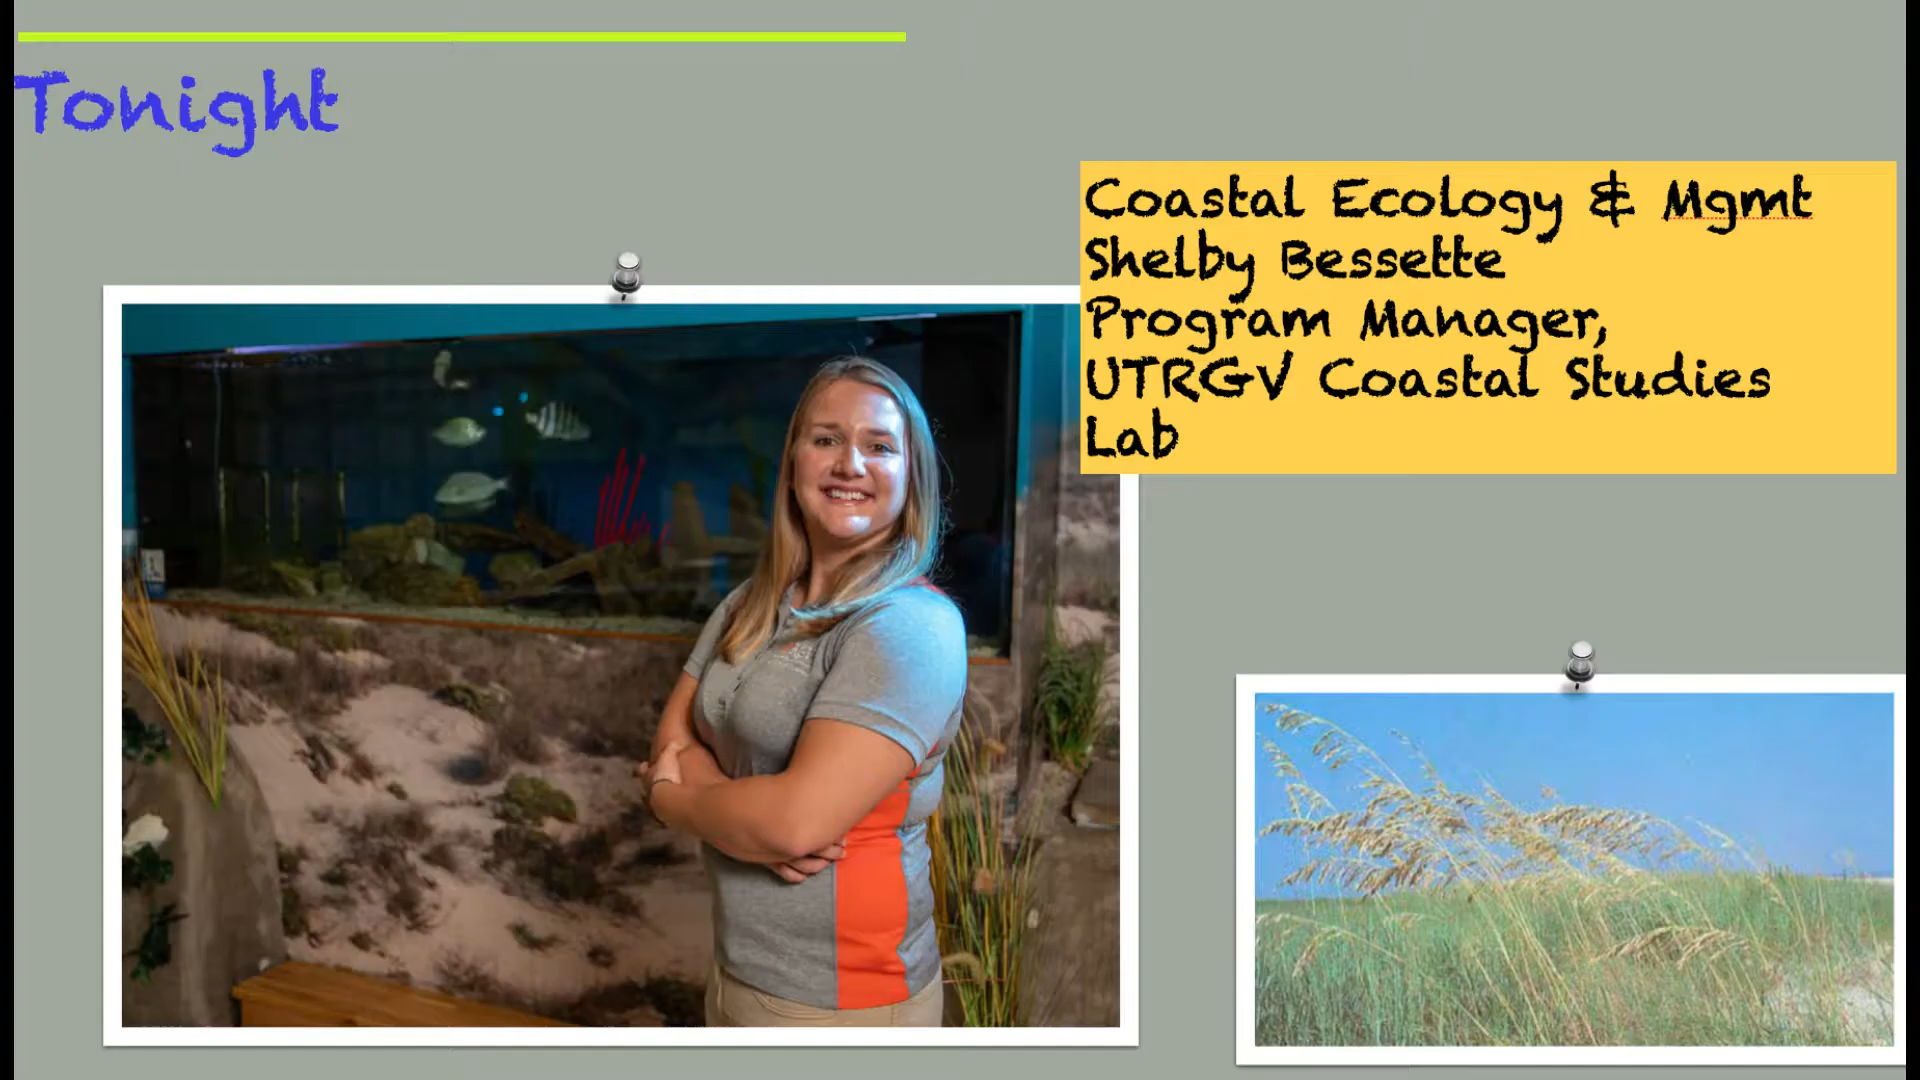 Tonight
Coastal Ecology & Mgmt
Shelby Bessette
Program Manager,
UTRGV Coastal Studies
Lab